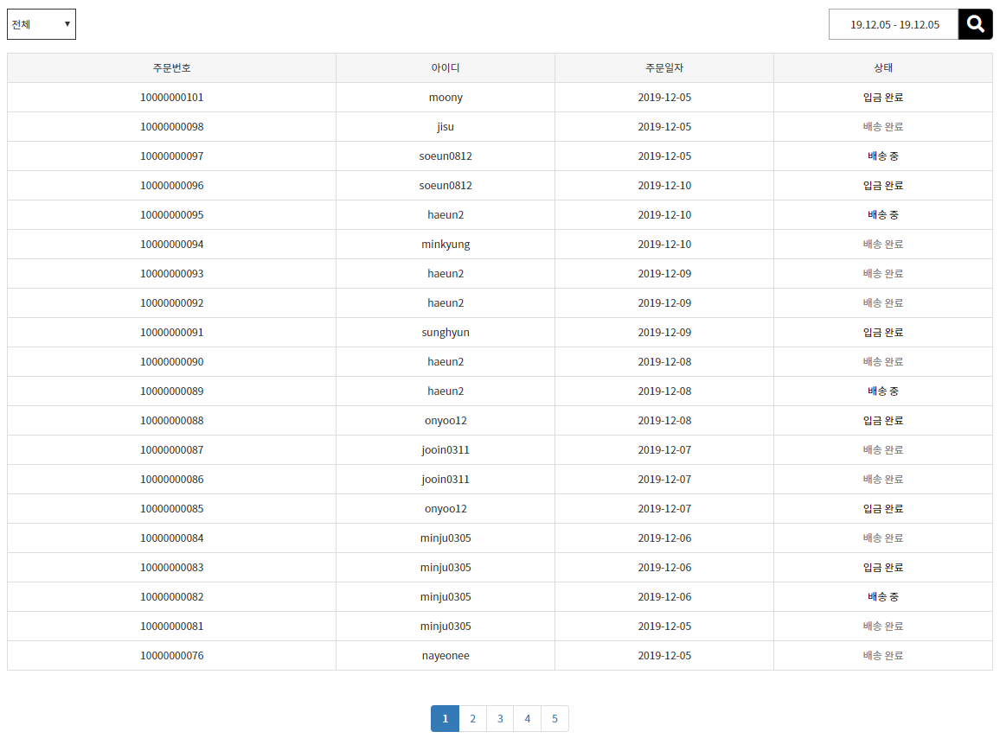 전체 ▼ 19.12.05 - 19.12.05
주문번호 아이디 주문일자 상태
10000000101 moony 2019-12-05 입금 완료
10000000098 jisu 2019-12-05 배송 완료
10000000097 soeun0812 2019-12-05 배송 중
10000000096 soeun0812 2019-12-10 입금 완료
10000000095 haeun2 2019-12-10 배송 중
10000000094 minkyung 2019-12-10 배송 완료
10000000093 haeun2 2019-12-09 배송 완료
10000000092 haeun2 2019-12-09 배송 완료
10000000091 sunghyun 2019-12-09 입금 완료
10000000090 haeun2 2019-12-08 배송 완료
10000000089 haeun2 2019-12-08 배송 중
10000000088 onyoo12 2019-12-08 입금 완료
10000000087 jooin0311 2019-12-07 배송 완료
10000000086 jooin0311 2019-12-07 배송 완료
10000000085 onyoo12 2019-12-07 입금 완료
10000000084 minju0305 2019-12-06 배송 완료
10000000083 minju0305 2019-12-06 입금 완료
10000000082 minju0305 2019-12-06 배송 중
10000000081 minju0305 2019-12-05 배송 완료
10000000076 nayeonee 2019-12-05 배송 완료
1 2 3 4 5